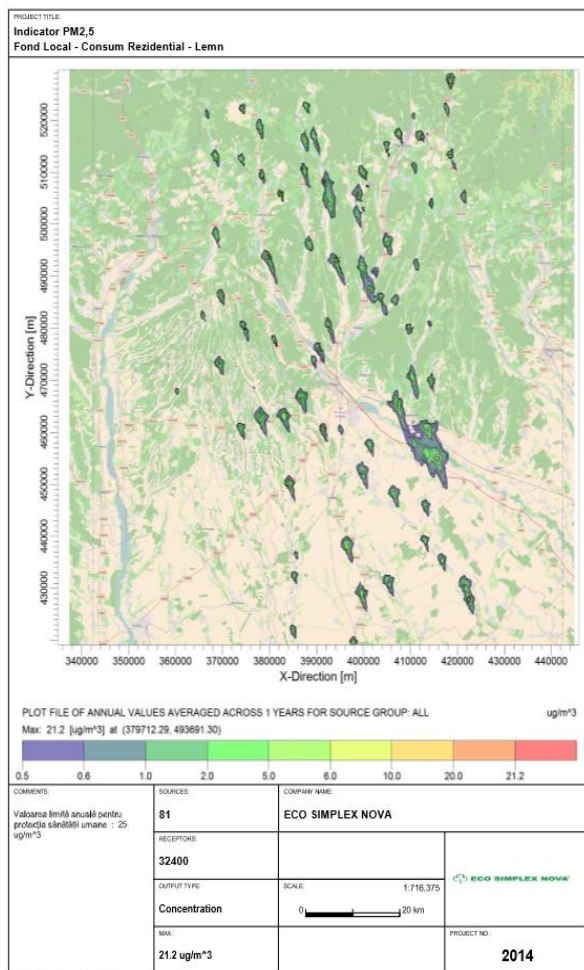 PROJECT TITLE:
Indicator PM2,5
Fond Local - Consum Rezidential - Lemn
Y-Direction [m]
520000
510000
500000
490000
480000
470000
460000
450000
440000
430000
340000 350000 360000 370000 380000 390000 400000 410000 420000 430000 440000
X-Direction [m]
PLOT FILE OF ANNUAL VALUES AVERAGED ACROSS 1 YEARS FOR SOURCE GROUP: ALL
ug/m^3
Max: 21.2 [ug/m^3] at (379712.29, 493691.30)
0.5 0.6 1.0 2.0 5.0 6.0 10.0 20.0 21.2
COMMENTS:
Valoarea limită anuală pentru
protecția sănătății umane : 25
ug/m^3
SOURCES:
81
COMPANY NAME:
ECO SIMPLEX NOVA
RECEPTORS:
32400
OUTPUT TYPE:
Concentration
SCALE:
1:716,375
0
20 km
ECO SIMPLEX NOVA
MAX:
21.2 ug/m^3
PROJECT NO.:
2014